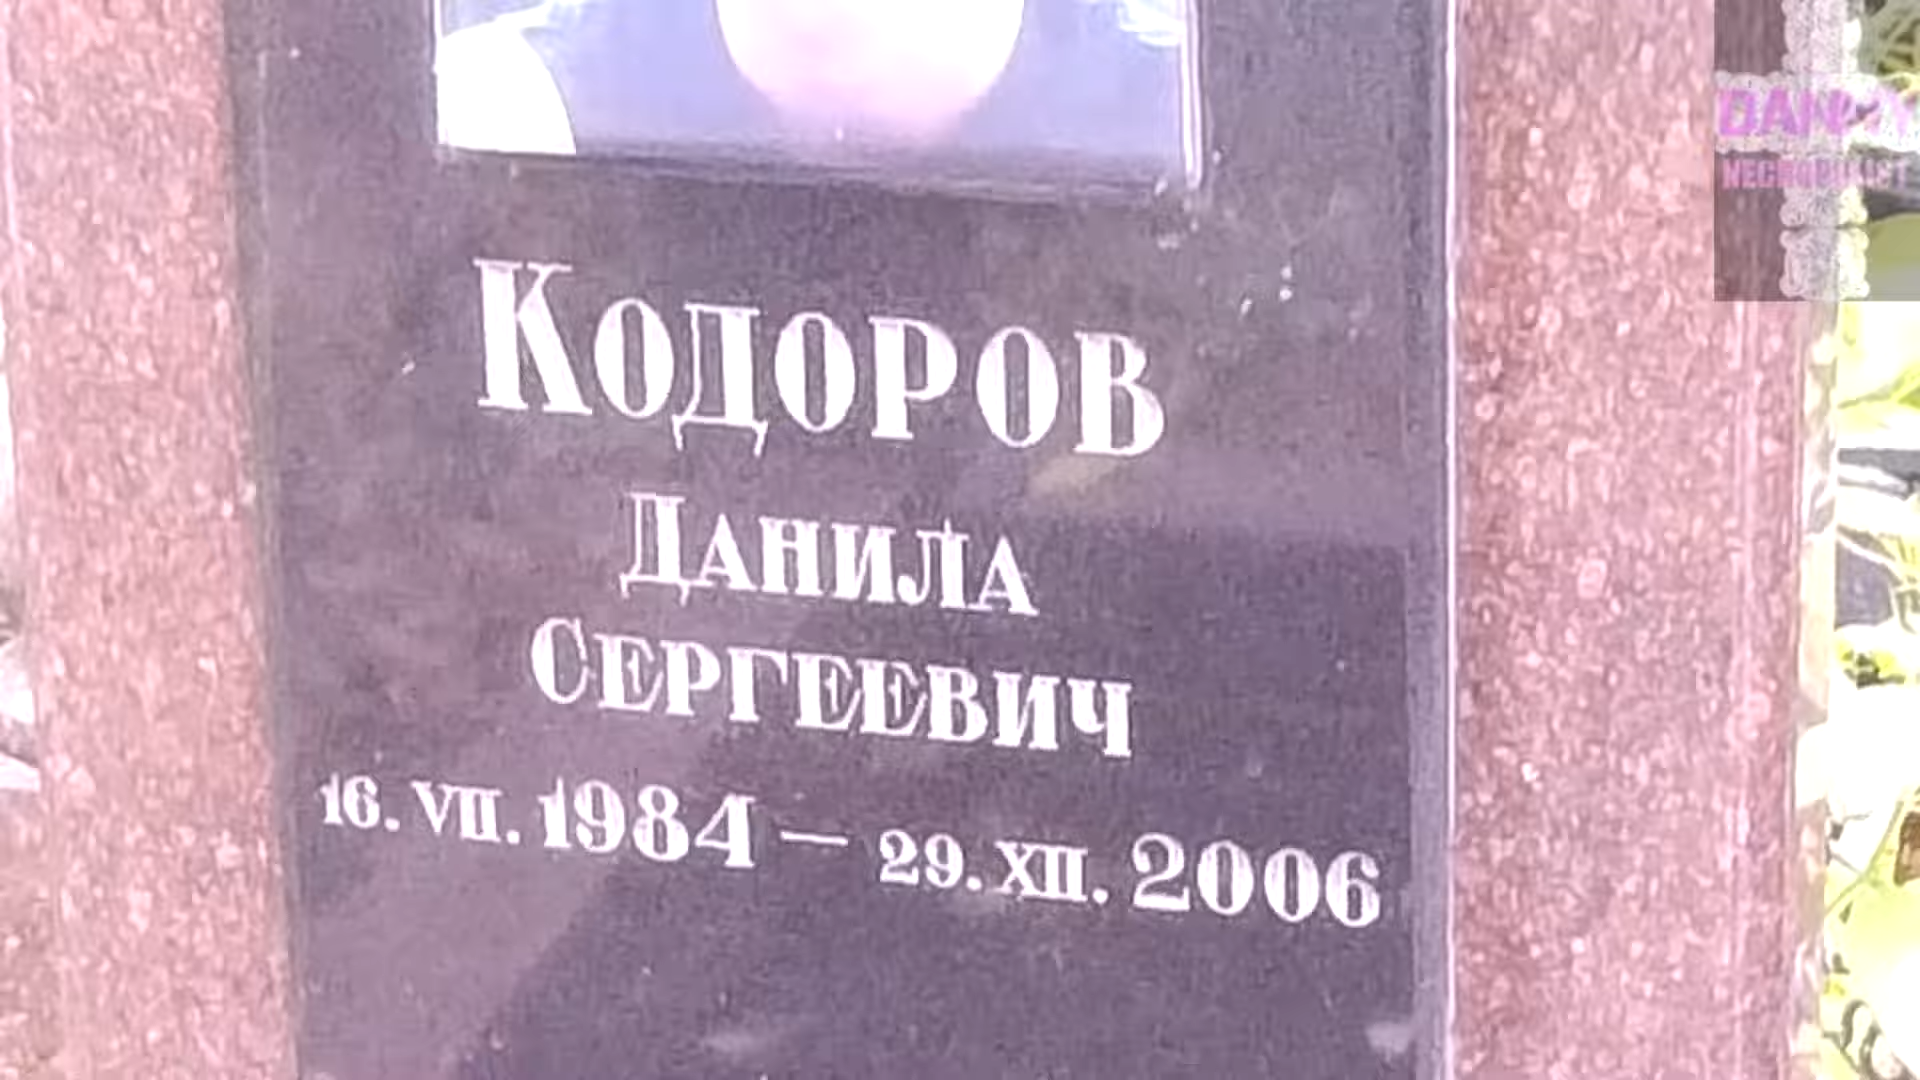 КОДОРОВ
ДАНИЛА
СЕРГЕЕВИЧ
16. VII. 1984 – 29. XII. 2006